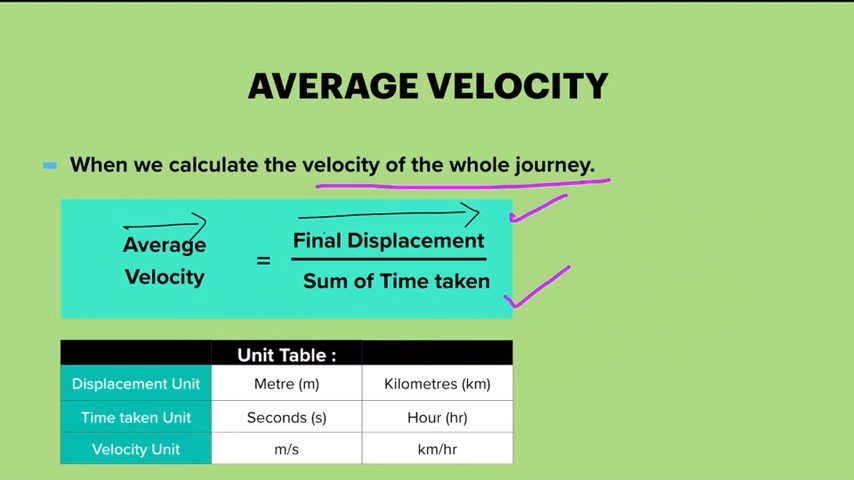 AVERAGE VELOCITY
When we calculate the velocity of the whole journey.
Average Velocity = Final Displacement
Sum of Time taken
Unit Table :
Displacement Unit Metre (m) Kilometres (km)
Time taken Unit Seconds (s) Hour (hr)
Velocity Unit m/s km/hr